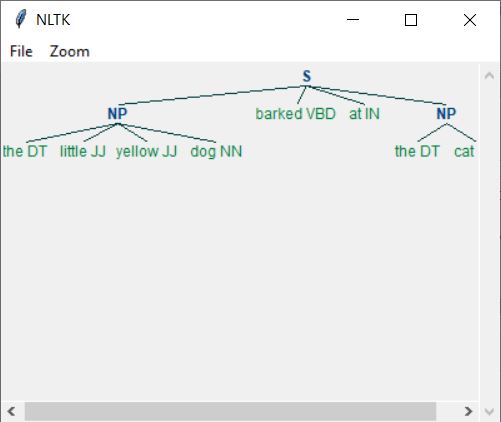 NLTK
File Zoom
S
NP barked VBD at IN NP
the DT little JJ yellow JJ dog NN the DT cat